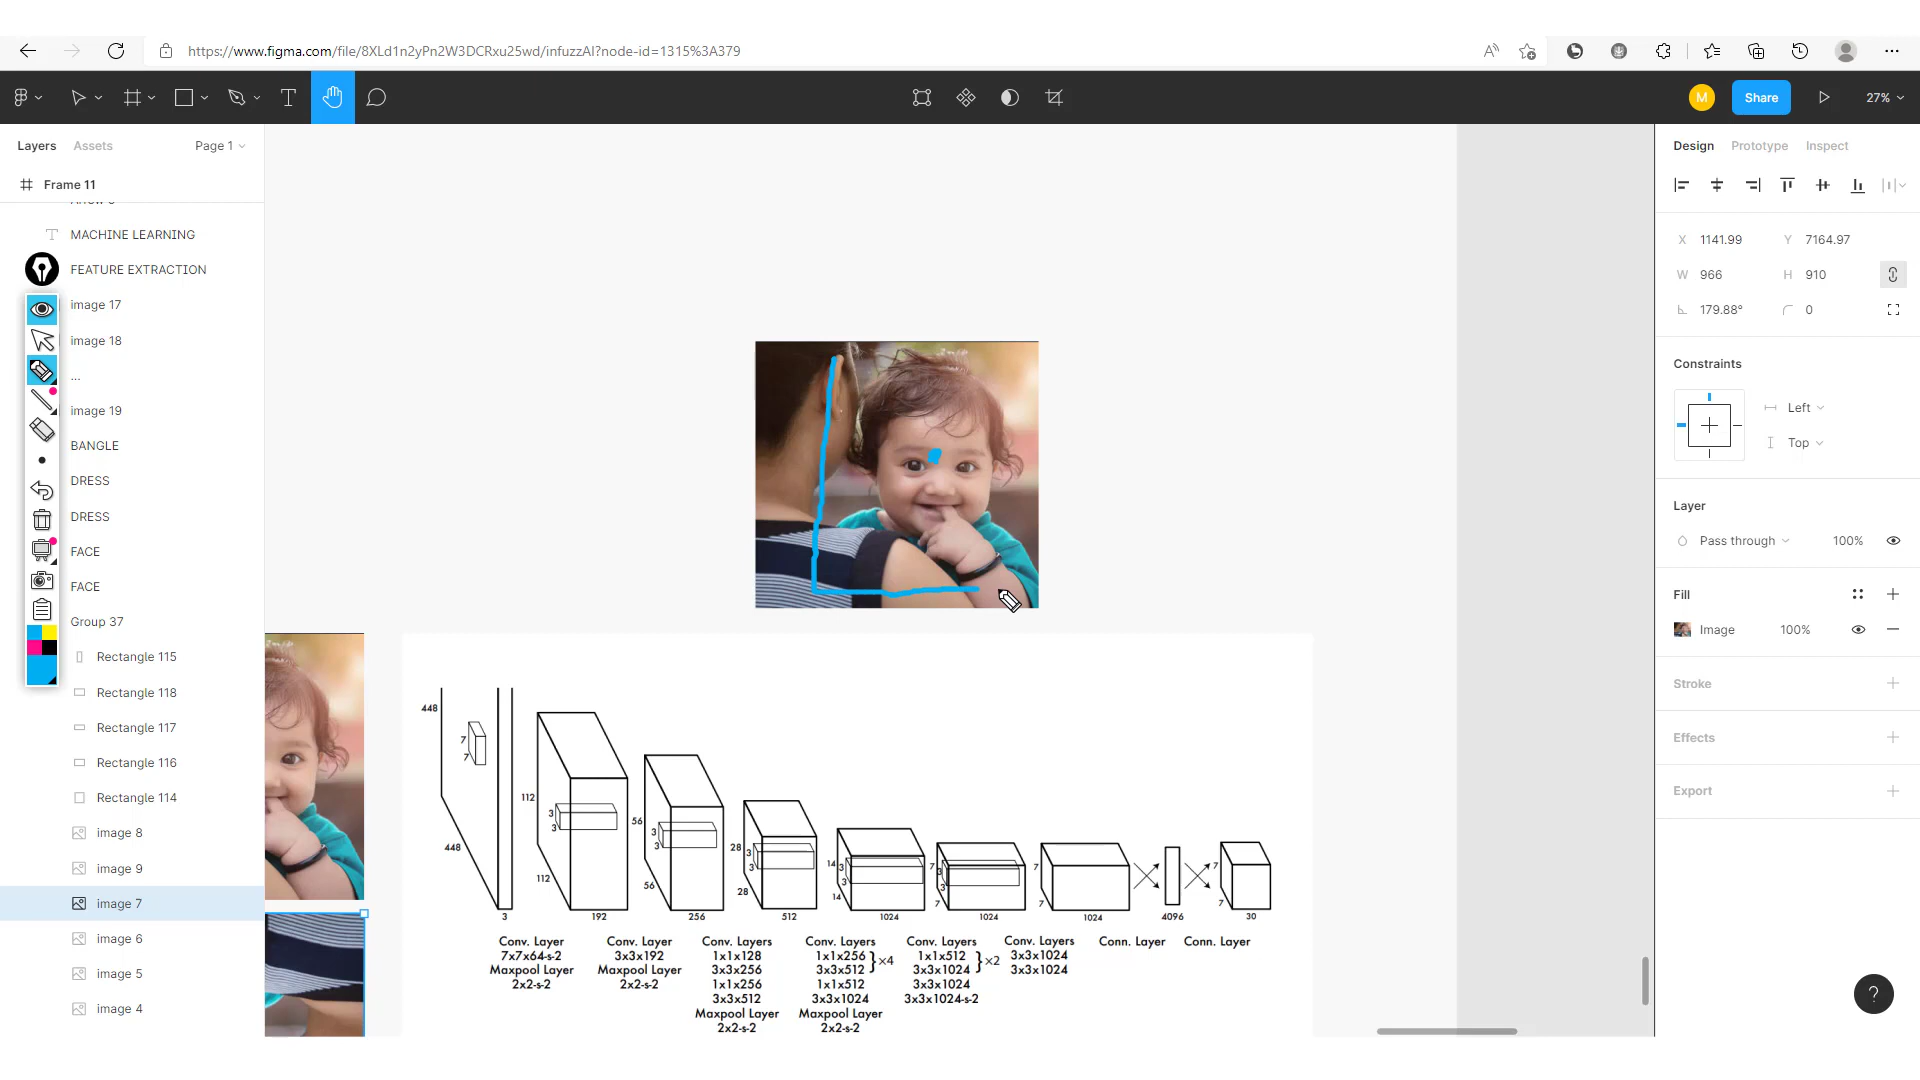 https://www.figma.com/file/8XLd1n2yPn2W3DCRxu25wd/infuzzAI?node-id=1315%3A379
M
Share
27%
Layers
Assets
Page 1
Frame 11
MACHINE LEARNING
FEATURE EXTRACTION
image 17
image 18
...
image 19
BANGLE
DRESS
DRESS
FACE
FACE
Group 37
Rectangle 115
Rectangle 118
Rectangle 117
Rectangle 116
Rectangle 114
image 8
image 9
image 7
image 6
image 5
image 4
448
448
7
7
3
112
112
3
3
192
56
56
3
3
256
28
28
3
3
512
14
14
3
3
1024
7
7
3
3
1024
7
7
1024
4096
7
7
30
Conv. Layer
7x7x64-s-2
Maxpool Layer
2x2-s-2
Conv. Layer
3x3x192
Maxpool Layer
2x2-s-2
Conv. Layers
1x1x128
3x3x256
1x1x256
3x3x512
Maxpool Layer
2x2-s-2
Conv. Layers
1x1x256
3x3x512
}×4
1x1x512
3x3x1024
Maxpool Layer
2x2-s-2
Conv. Layers
1x1x512
3x3x1024
}×2
3x3x1024
3x3x1024-s-2
Conv. Layers
3x3x1024
3x3x1024
Conn. Layer
Conn. Layer
Design
Prototype
Inspect
X 1141.99
Y 7164.97
W 966
H 910
179.88°
0
Constraints
Left
Top
Layer
Pass through
100%
Fill
Image
100%
Stroke
Effects
Export
?